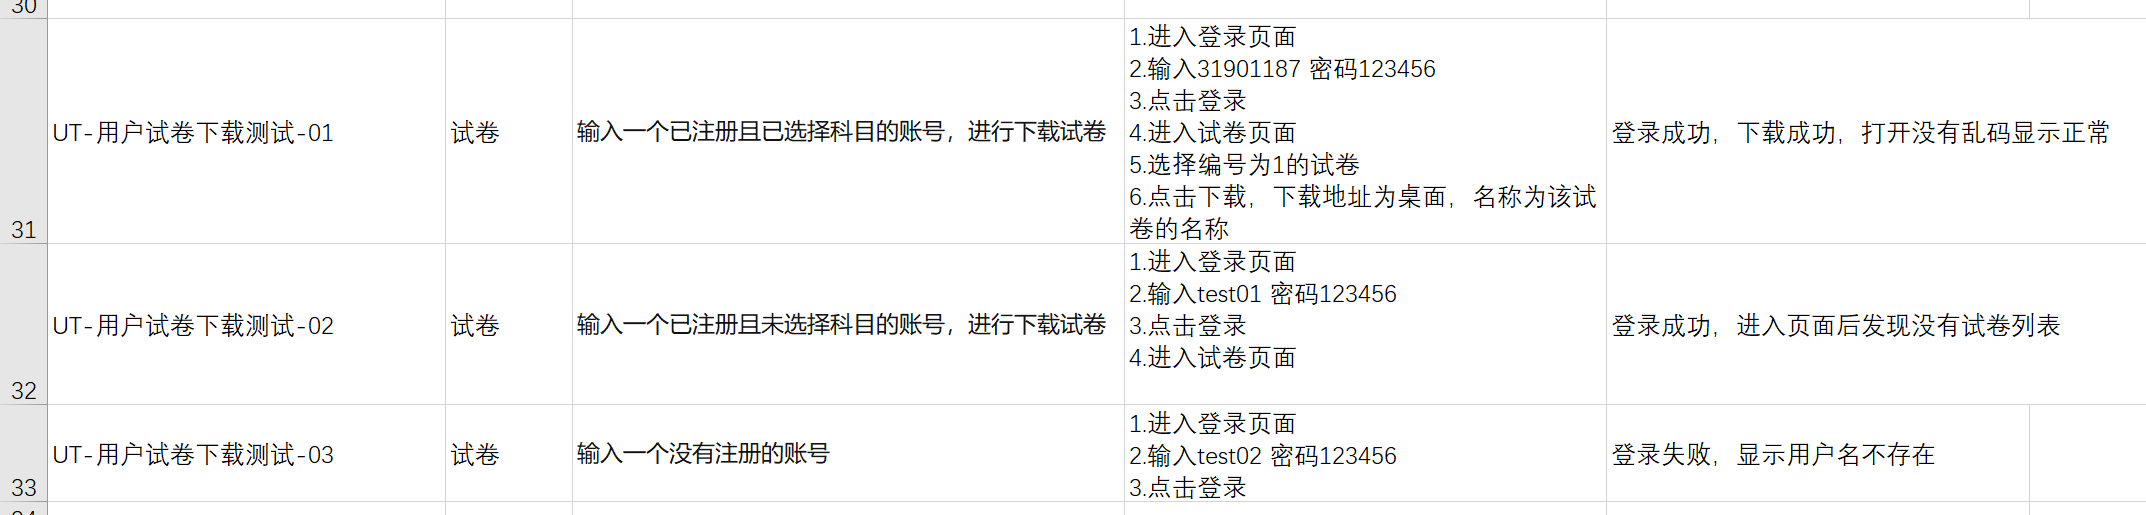 30
31
UT-用户试卷下载测试-01
试卷
输入一个已注册且已选择科目的账号，进行下载试卷
1.进入登录页面
2.输入31901187 密码123456
3.点击登录
4.进入试卷页面
5.选择编号为1的试卷
6.点击下载，下载地址为桌面，名称为该试
卷的名称
登录成功，下载成功，打开没有乱码显示正常
32
UT-用户试卷下载测试-02
试卷
输入一个已注册且未选择科目的账号，进行下载试卷
1.进入登录页面
2.输入test01 密码123456
3.点击登录
4.进入试卷页面
登录成功，进入页面后发现没有试卷列表
33
UT-用户试卷下载测试-03
试卷
输入一个没有注册的账号
1.进入登录页面
2.输入test02 密码123456
3.点击登录
登录失败，显示用户名不存在